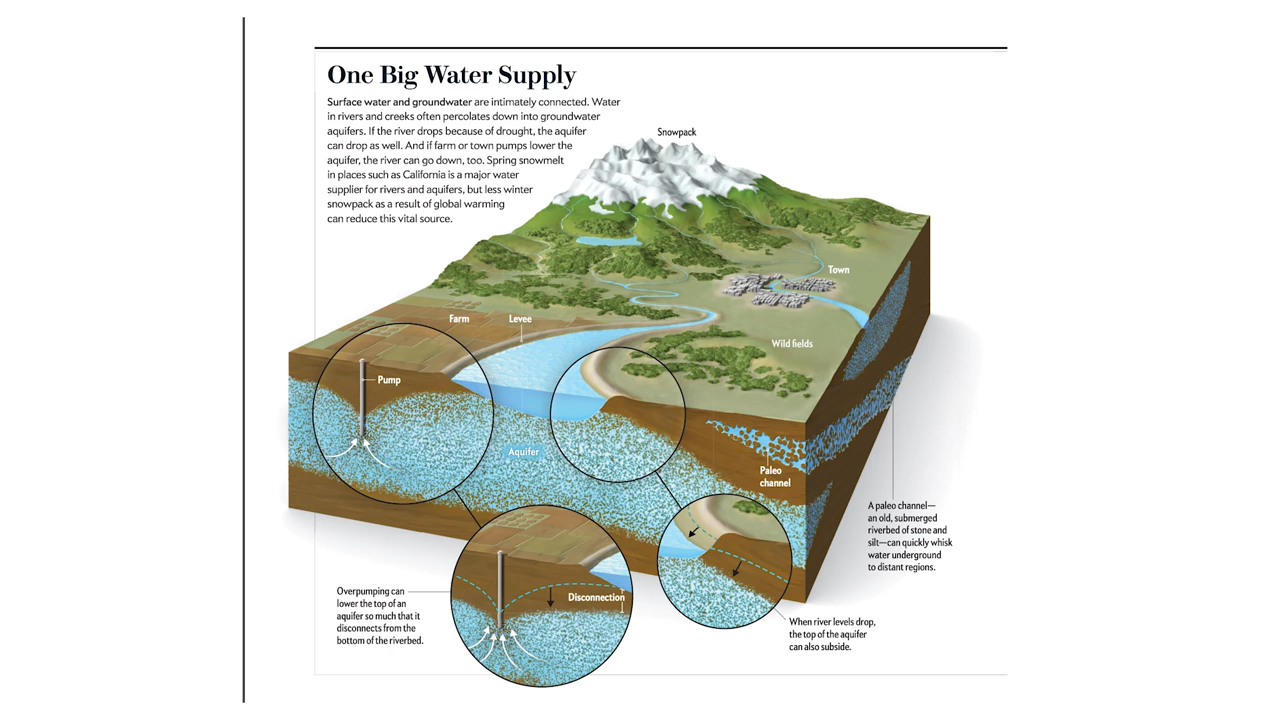 One Big Water Supply
Surface water and groundwater are intimately connected. Water
in rivers and creeks often percolates down into groundwater
aquifers. If the river drops because of drought, the aquifer
can drop as well. And if farm or town pumps lower the
aquifer, the river can go down, too. Spring snowmelt
in places such as California is a major water
supplier for rivers and aquifers, but less winter
snowpack as a result of global warming
can reduce this vital source.
Snowpack
Town
Farm
Levee
Wild fields
Pump
Aquifer
Paleo
channel
A paleo channel—
an old, submerged
riverbed of stone and
silt—can quickly whisk
water underground
to distant regions.
Overpumping can
lower the top of an
aquifer so much that it
disconnects from the
bottom of the riverbed.
Disconnection
When river levels drop,
the top of the aquifer
can also subside.